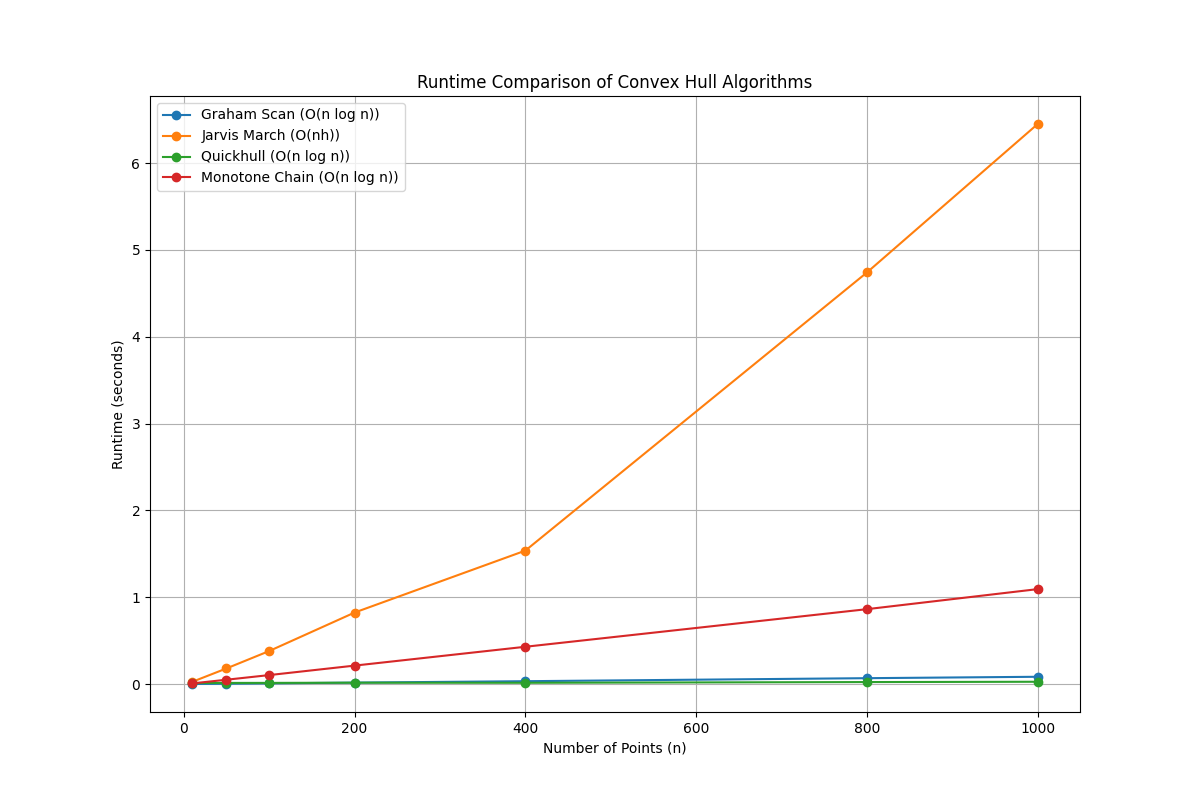 Runtime Comparison of Convex Hull Algorithms
Graham Scan (O(n log n))
Jarvis March (O(nh))
Quickhull (O(n log n))
Monotone Chain (O(n log n))
6
5
4
3
2
1
0
Runtime (seconds)
0 200 400 600 800 1000
Number of Points (n)